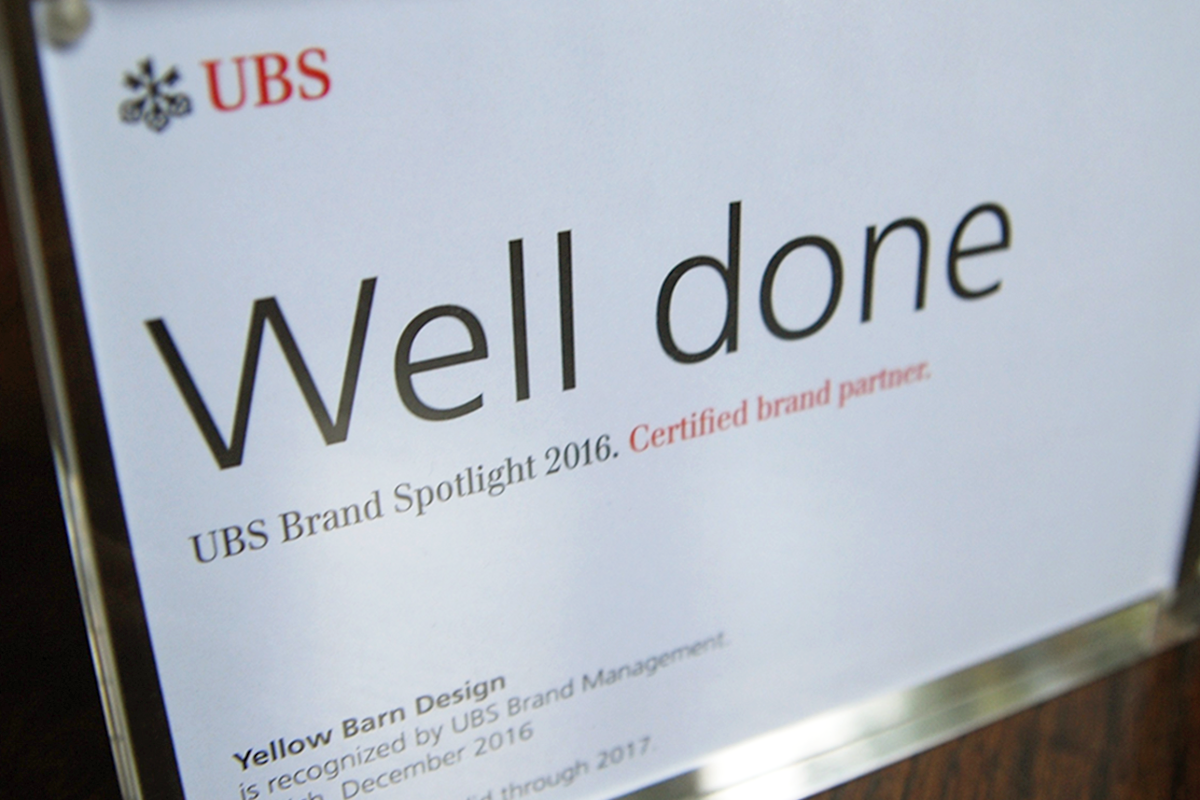 UBS
Well done
UBS Brand Spotlight 2016. Certified brand partner.
Yellow Barn Design
is recognized by UBS Brand Management.
December 2016
through 2017.